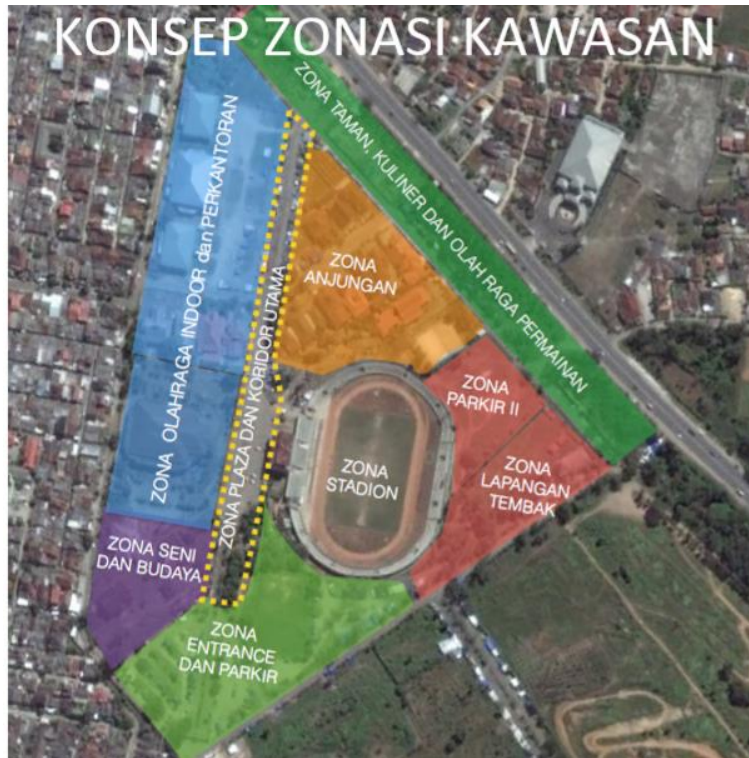 KONSEP ZONASI KAWASAN
ZONA TAMAN, KULINER DAN OLAH RAGA PERMAINAN
ZONA OLAHRAGA INDOOR dan PERKANTORAN
ZONA PLAZA DAN KORIDOR UTAMA
ZONA
ANJUNGAN
ZONA
PARKIR II
ZONA
STADION
ZONA
LAPANGAN
TEMBAK
ZONA SENI
DAN BUDAYA
ZONA
ENTRANCE
DAN PARKIR